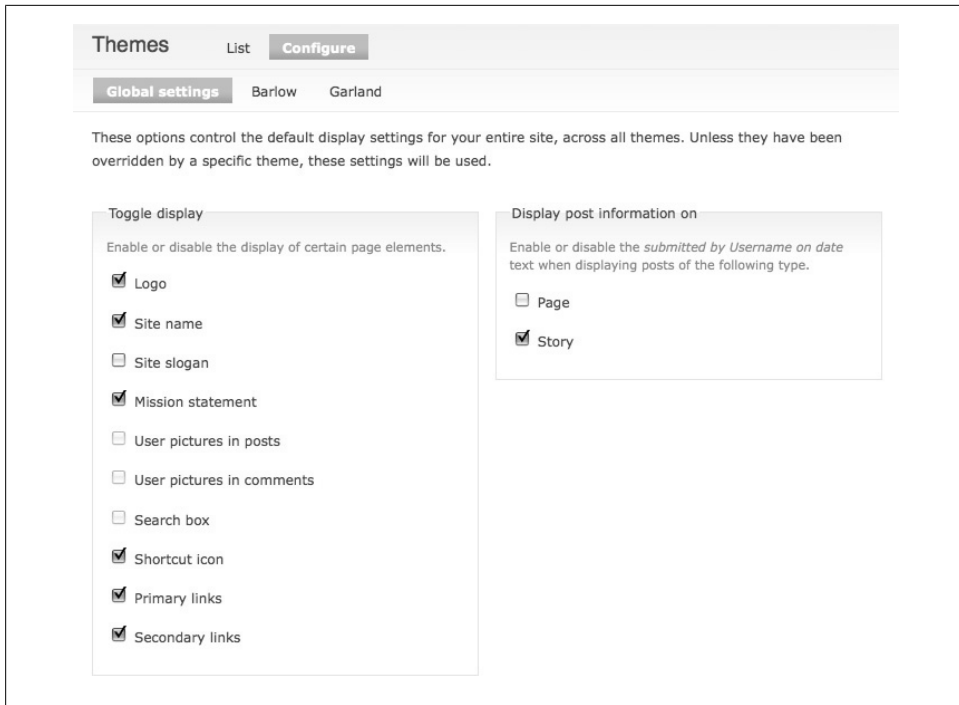 Themes List Configure
Global settings Barlow Garland
These options control the default display settings for your entire site, across all themes. Unless they have been
overridden by a specific theme, these settings will be used.
Toggle display
Enable or disable the display of certain page elements.
Logo
Site name
Site slogan
Mission statement
User pictures in posts
User pictures in comments
Search box
Shortcut icon
Primary links
Secondary links
Display post information on
Enable or disable the submitted by Username on date
text when displaying posts of the following type.
Page
Story